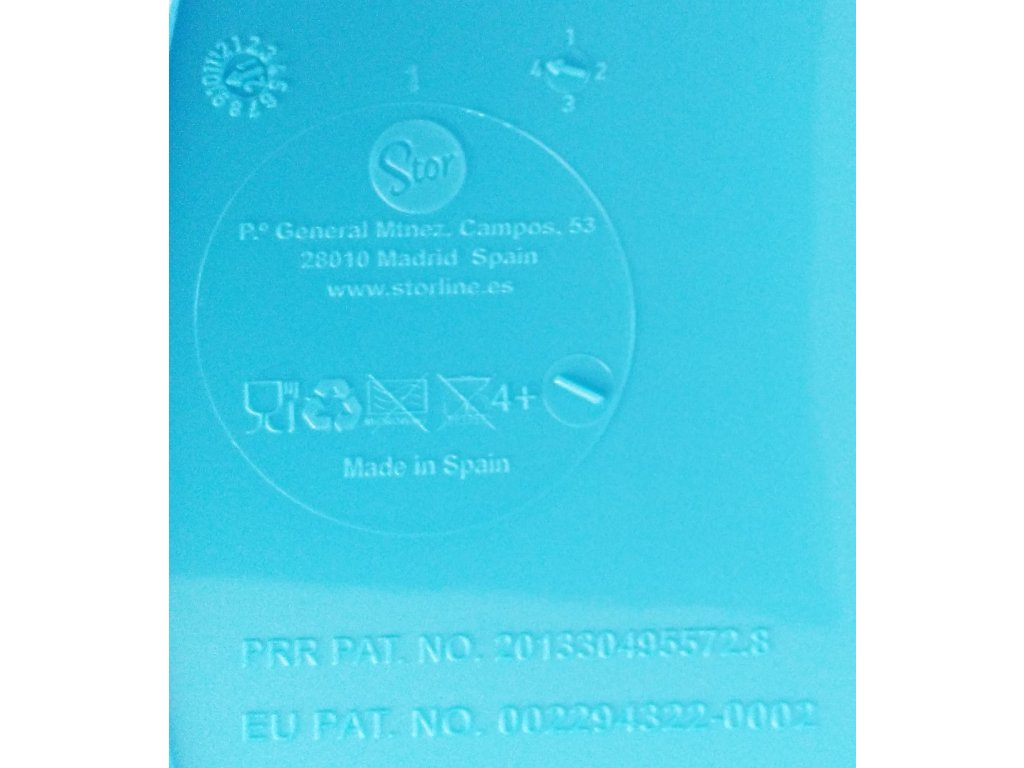 1
1
4 2
3
Stor
P.º General Mtnez. Campos, 53
28010 Madrid Spain
www.storline.es
4+
Made in Spain
PRR PAT. NO. 201330495572.8
EU PAT. NO. 002294322-0002